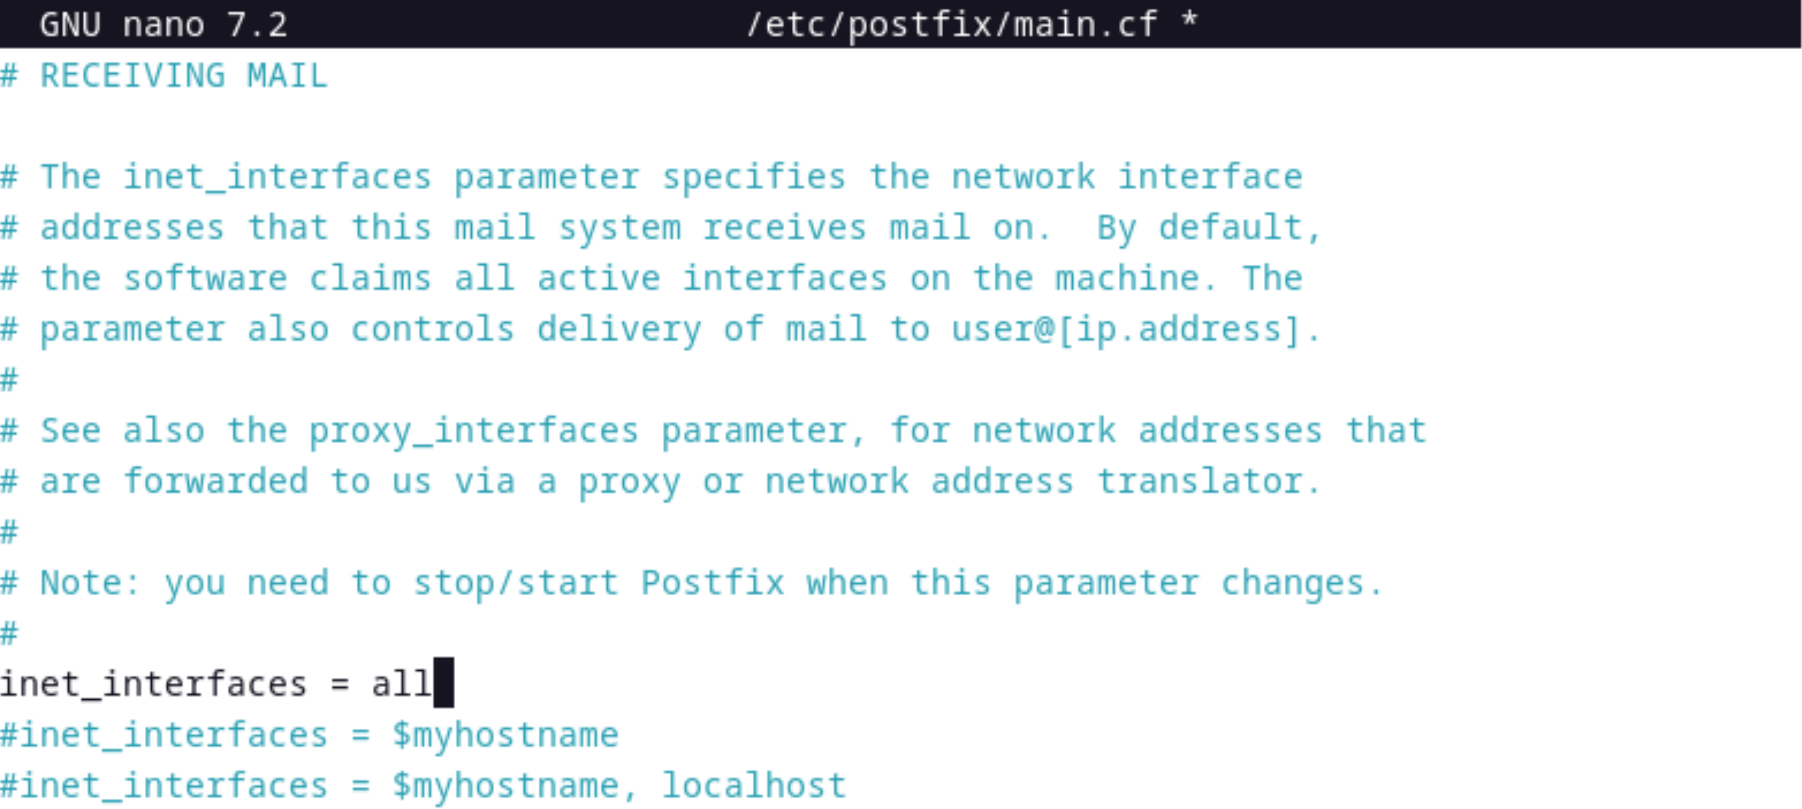 GNU nano 7.2 /etc/postfix/main.cf *
# RECEIVING MAIL
# The inet_interfaces parameter specifies the network interface
# addresses that this mail system receives mail on.  By default,
# the software claims all active interfaces on the machine. The
# parameter also controls delivery of mail to user@[ip.address].
#
# See also the proxy_interfaces parameter, for network addresses that
# are forwarded to us via a proxy or network address translator.
#
# Note: you need to stop/start Postfix when this parameter changes.
#
inet_interfaces = all
#inet_interfaces = $myhostname
#inet_interfaces = $myhostname, localhost